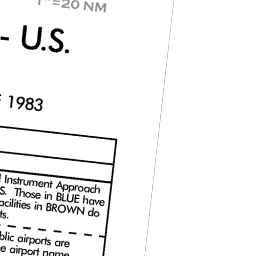 1"=20 NM
- U.S.
1983
Instrument Approach
S. Those in BLUE have
acilities in BROWN do
ts.
blic airports are
e airport name